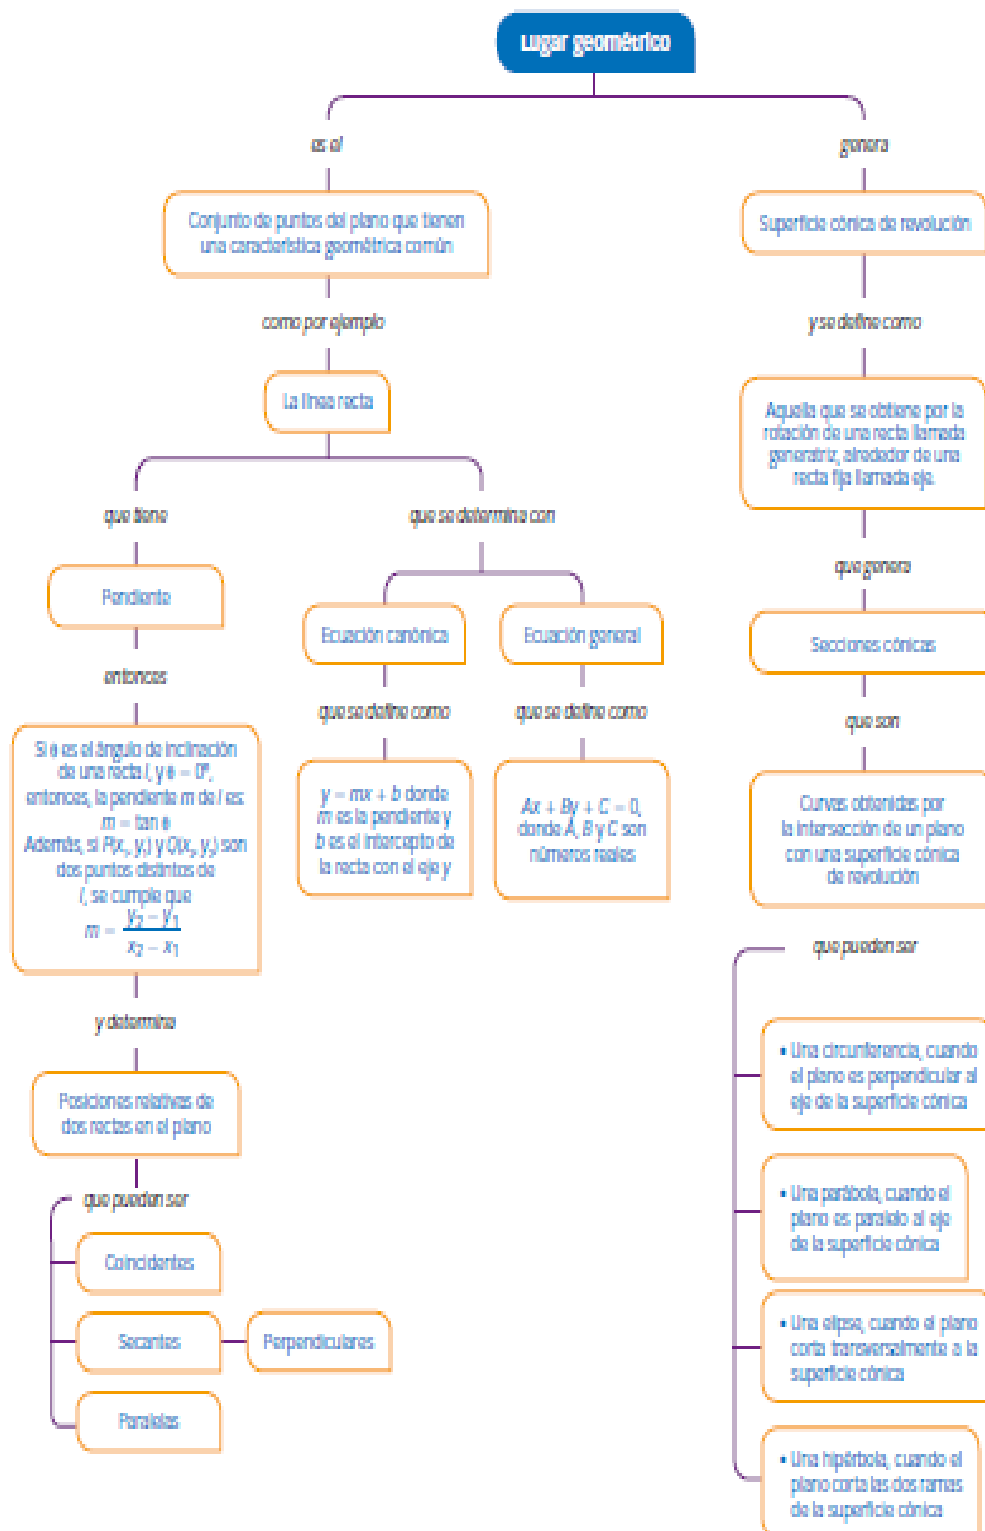 Lugar geométrico
es el
Conjunto de puntos del plano que tienen
una característica geométrica común
como por ejemplo
La línea recta
que tiene
Pendiente
entonces
Si ɵ es el ángulo de inclinación
de una recta l, y ɵ = 0°,
entonces, la pendiente m de l es
m = tan ɵ
Además, si P(x₁, y₁) y Q(x₂, y₂) son
dos puntos distintos de
l, se cumple que
m = y₂ − y₁
x₂ − x₁
y determina
Posiciones relativas de
dos rectas en el plano
que pueden ser
Coincidentes
Secantes
Perpendiculares
Paralelas
que se determina con
Ecuación canónica
que se define como
y = mx + b donde
m es la pendiente y
b es el intercepto de
la recta con el eje y
Ecuación general
que se define como
Ax + By + C = 0,
donde A, B y C son
números reales
genera
Superficie cónica de revolución
y se define como
Aquella que se obtiene por la
rotación de una recta llamada
generatriz, alrededor de una
recta fija llamada eje.
que genera
Secciones cónicas
que son
Curvas obtenidas por
la intersección de un plano
con una superficie cónica
de revolución
que pueden ser
• Una circunferencia, cuando
el plano es perpendicular al
eje de la superficie cónica
• Una parábola, cuando el
plano es paralelo al eje
de la superficie cónica
• Una elipse, cuando el plano
corta transversalmente a la
superficie cónica
• Una hipérbola, cuando el
plano corta las dos ramas
de la superficie cónica